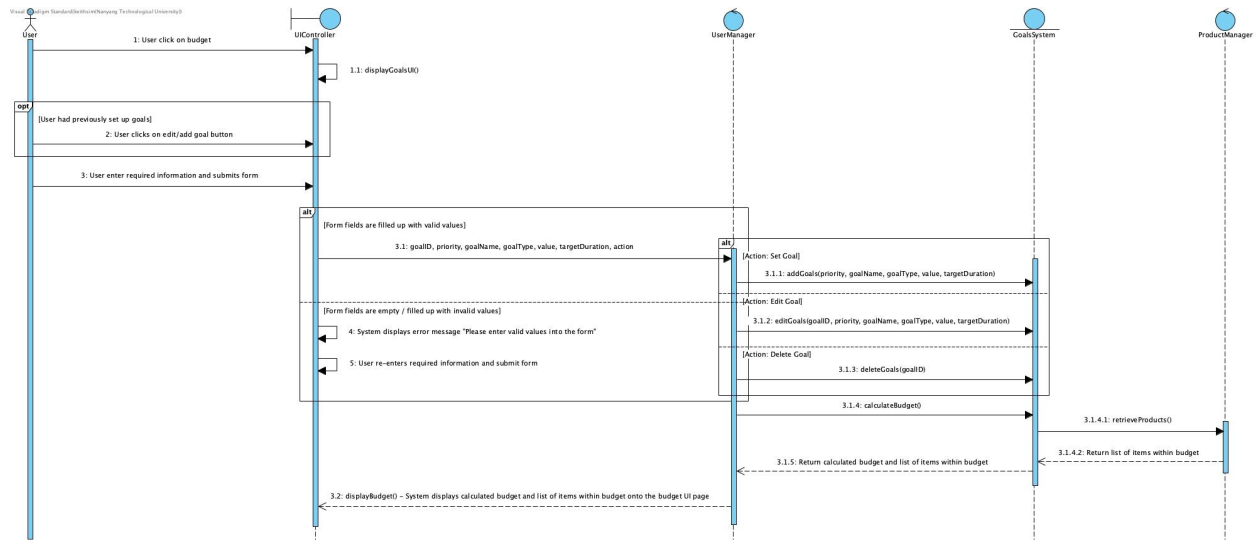 Visual Paradigm Standard(keithsim(Nanyang Technological University))
User
UIController
UserManager
GoalsSystem
ProductManager
1: User click on budget
1.1: displayGoalsUI()
opt
[User had previously set up goals]
2: User clicks on edit/add goal button
3: User enter required information and submits form
alt
[Form fields are filled up with valid values]
3.1: goalID, priority, goalName, goalType, value, targetDuration, action
alt
[Action: Set Goal]
3.1.1: addGoals(priority, goalName, goalType, value, targetDuration)
[Action: Edit Goal]
[Form fields are empty / filled up with invalid values]
3.1.2: editGoals(goalID, priority, goalName, goalType, value, targetDuration)
4: System displays error message "Please enter valid values into the form"
[Action: Delete Goal]
5: User re-enters required information and submit form
3.1.3: deleteGoals(goalID)
3.1.4: calculateBudget()
3.1.4.1: retrieveProducts()
3.1.4.2: Return list of items within budget
3.1.5: Return calculated budget and list of items within budget
3.2: displayBudget() - System displays calculated budget and list of items within budget onto the budget UI page